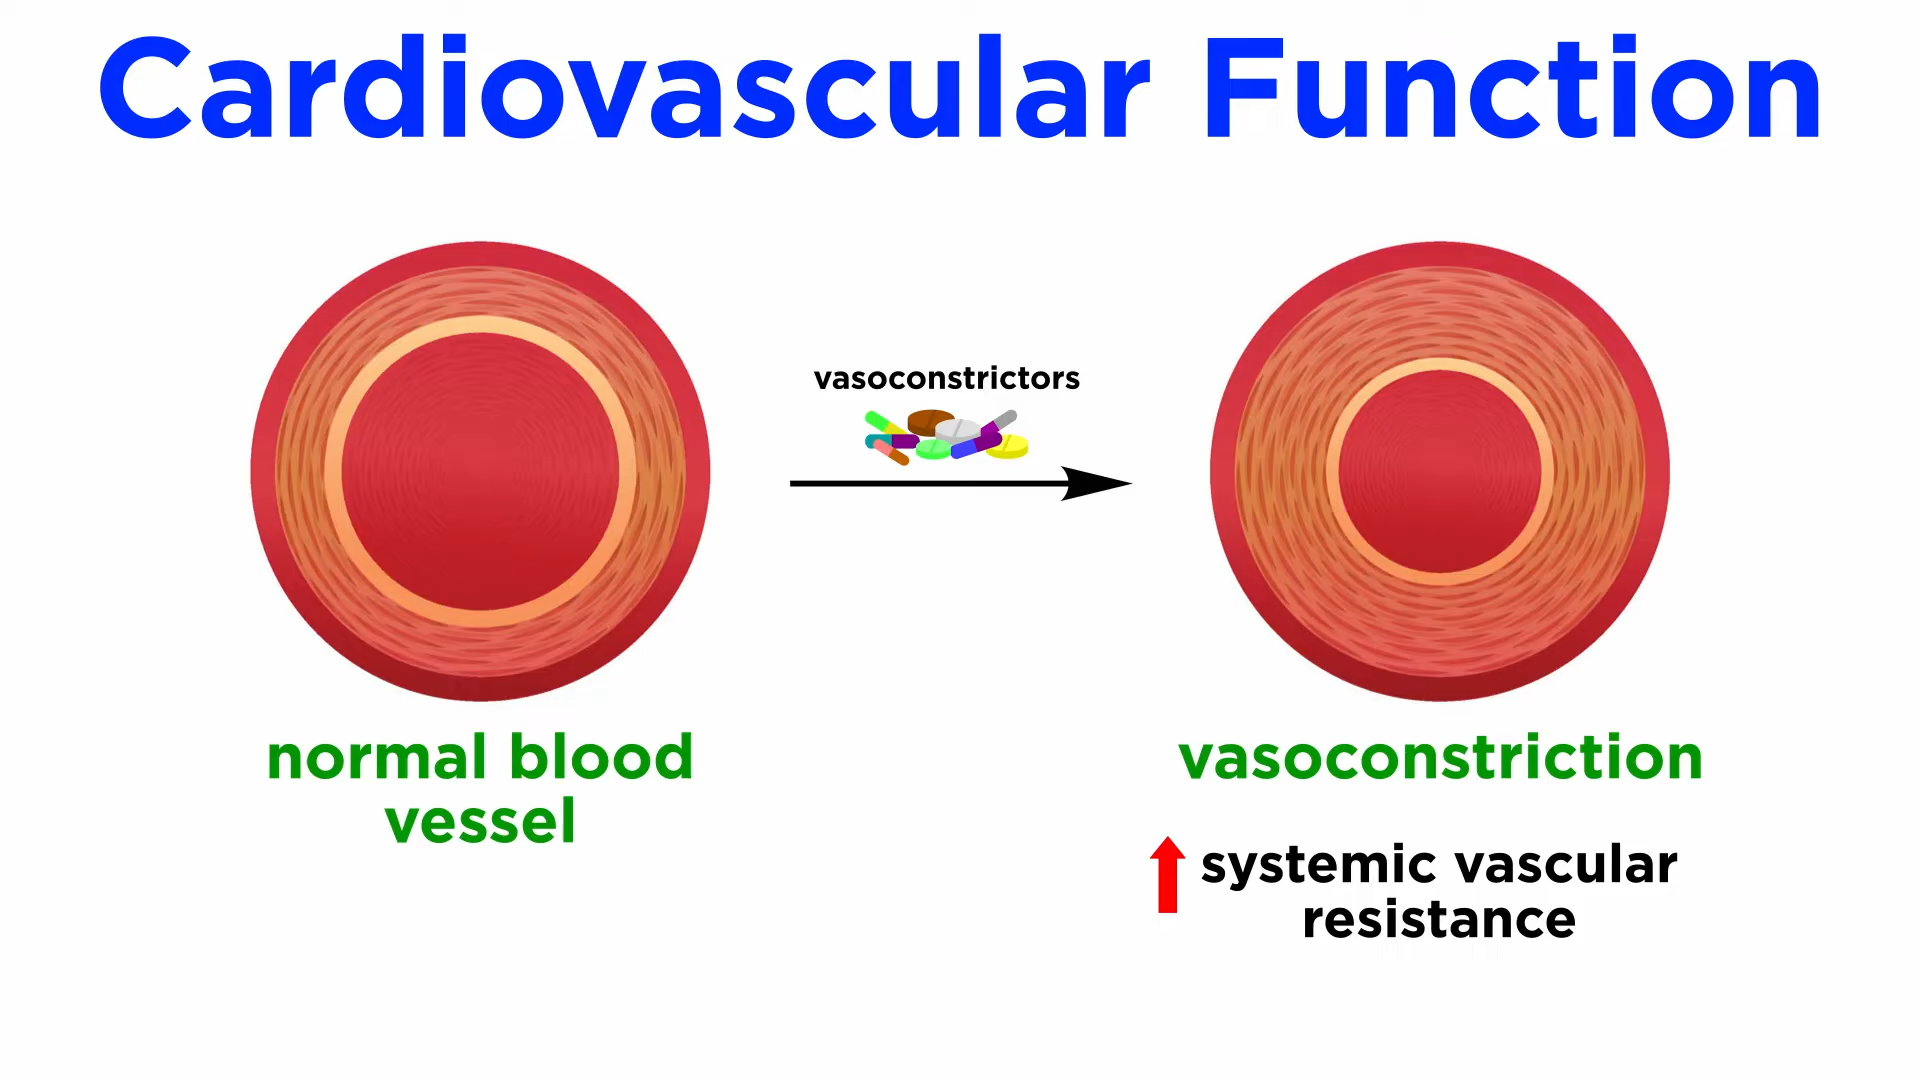 Cardiovascular Function
vasoconstrictors
normal blood
vessel
vasoconstriction
systemic vascular
resistance